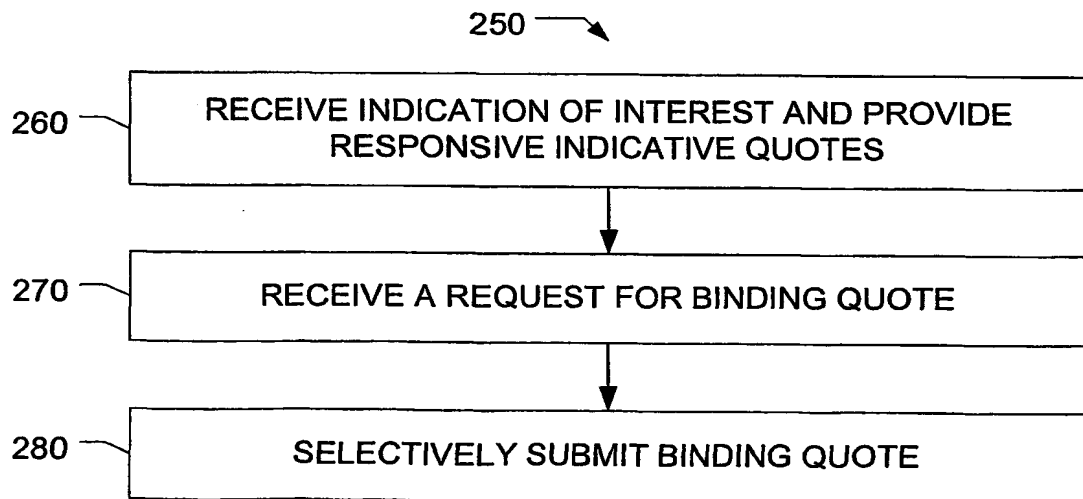 250
260
RECEIVE INDICATION OF INTEREST AND PROVIDE
RESPONSIVE INDICATIVE QUOTES
270
RECEIVE A REQUEST FOR BINDING QUOTE
280
SELECTIVELY SUBMIT BINDING QUOTE